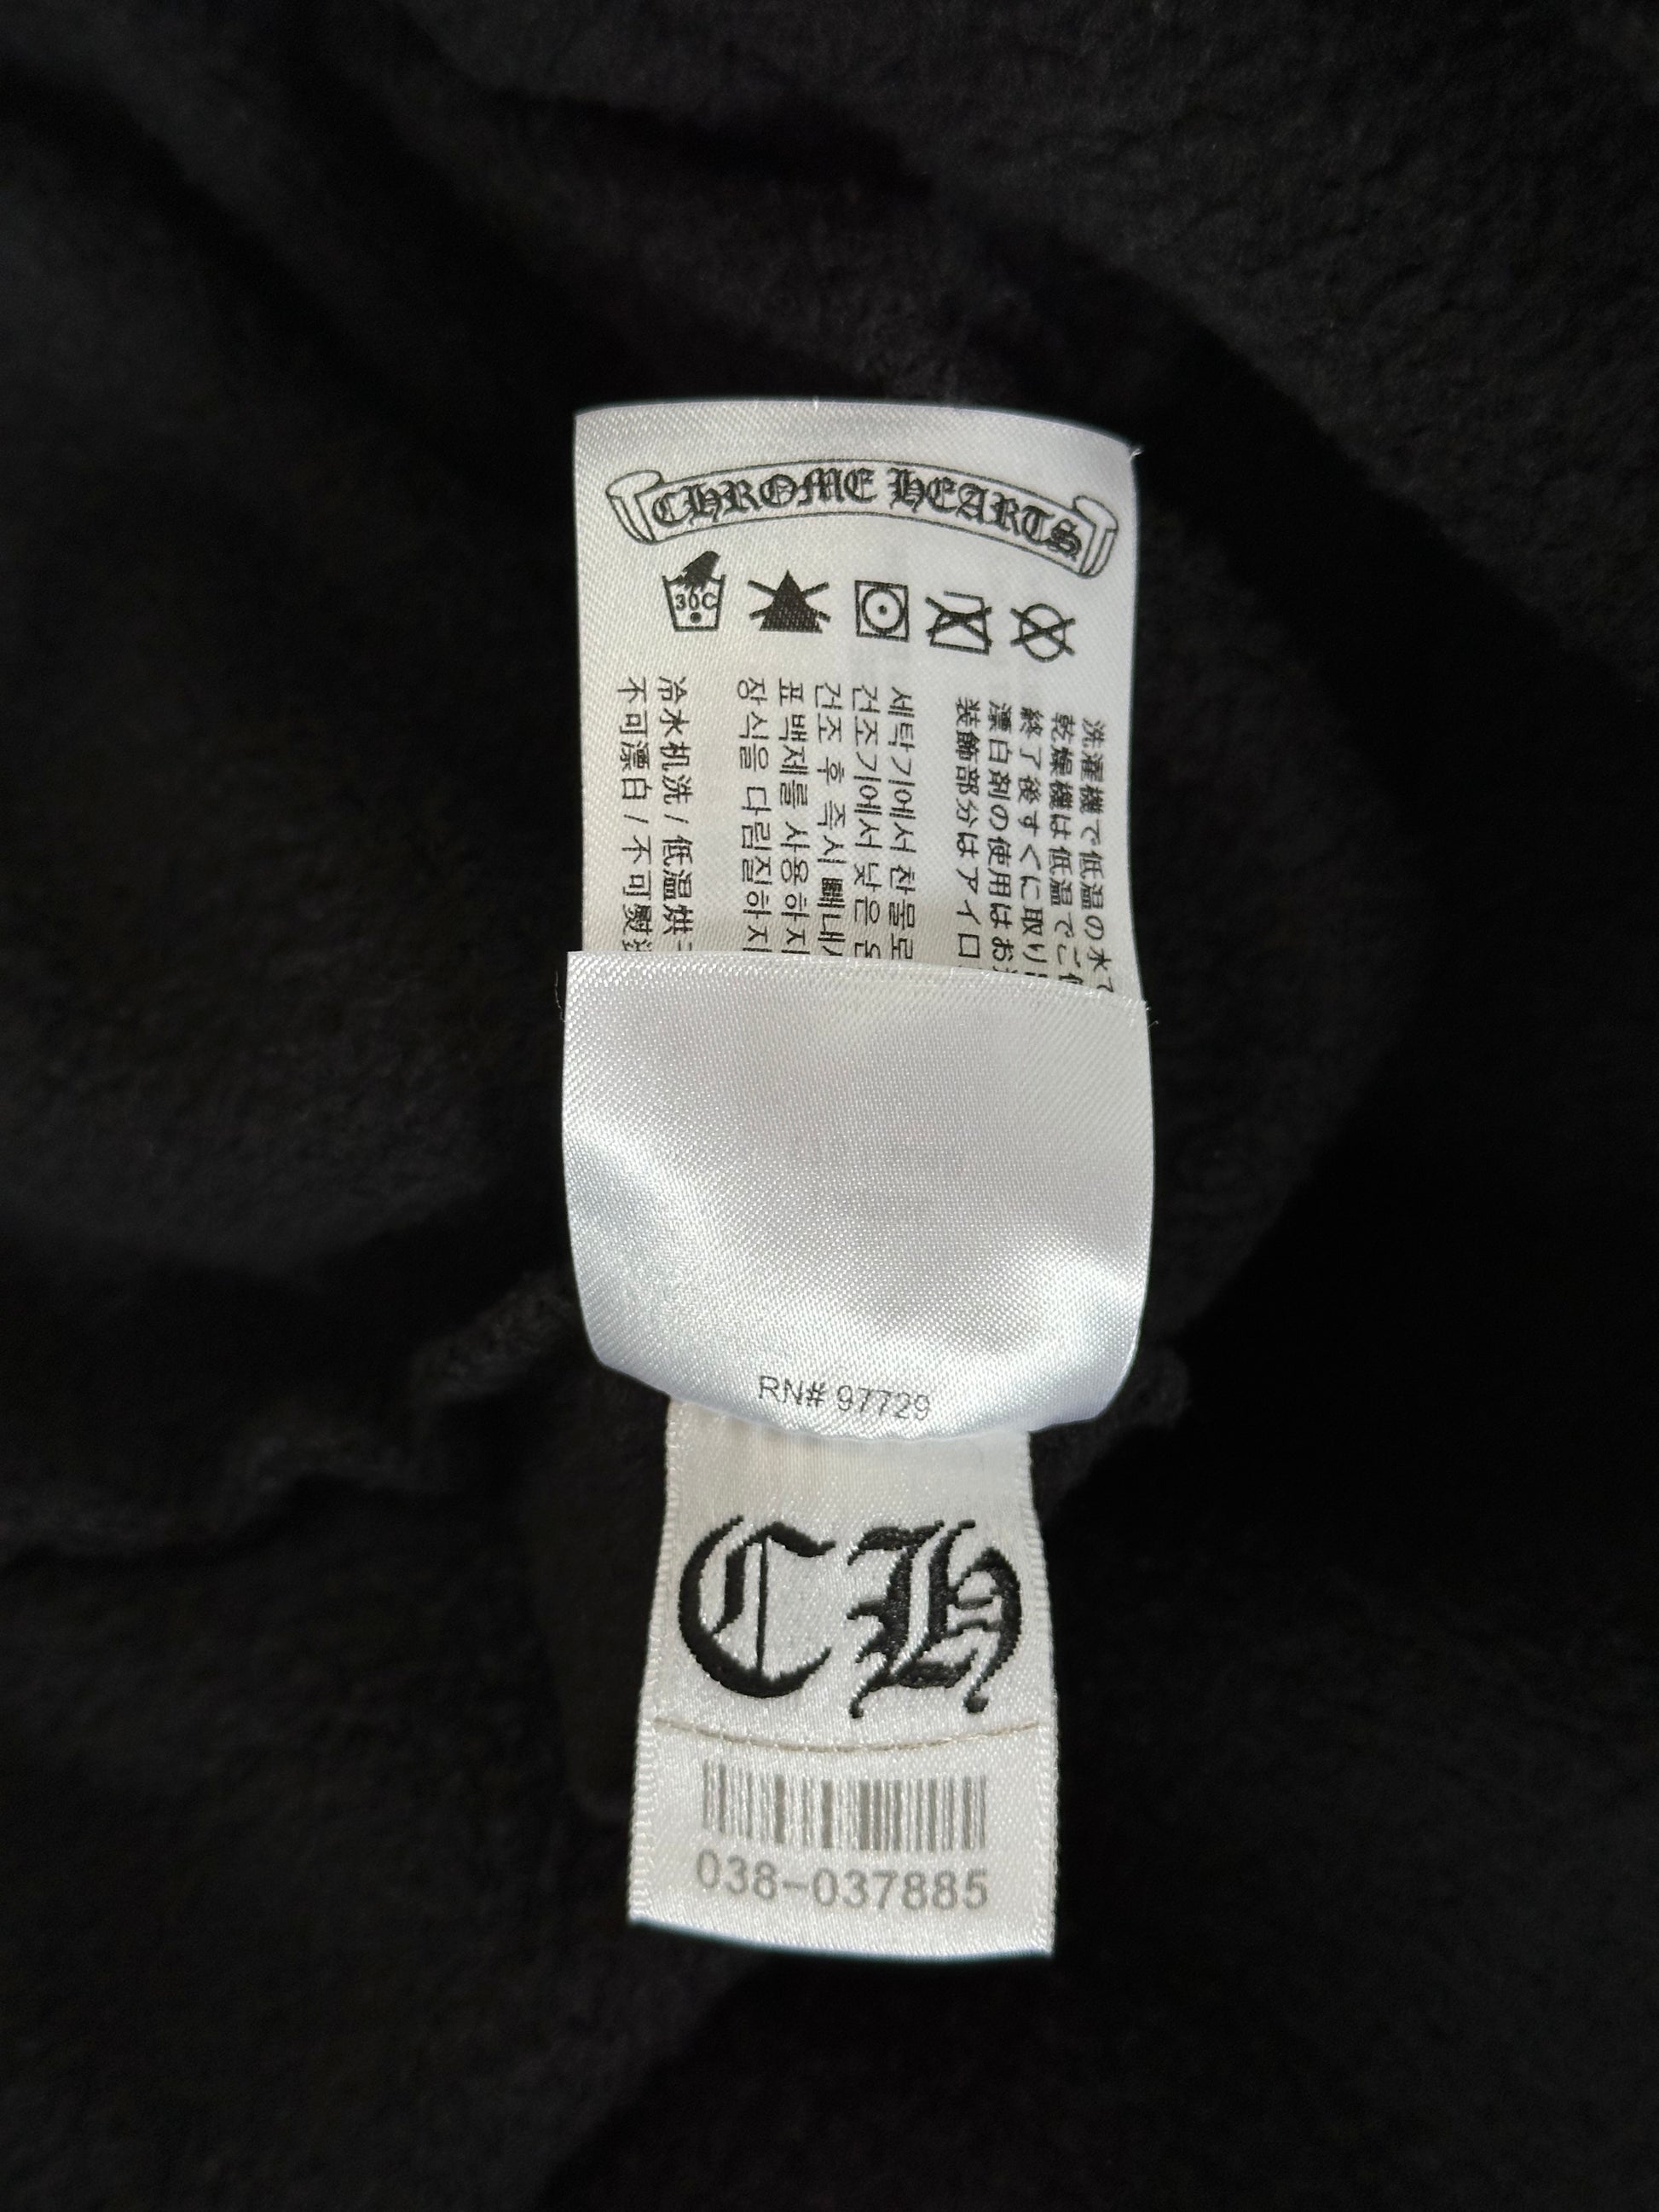 CHROME HEARTS
30C
洗濯機で低温の水で
乾燥機は低温でご
終了後すぐに取り
漂白剤の使用はお
装飾部分はアイロ
세탁기에서 찬물로
건조기에서 낮은
건조 후 즉시 빼내
표백제를 사용하지
장식을 다림질하지
冷水机洗 / 低温烘
不可漂白 / 不可熨
RN# 97729
CH
038-037885